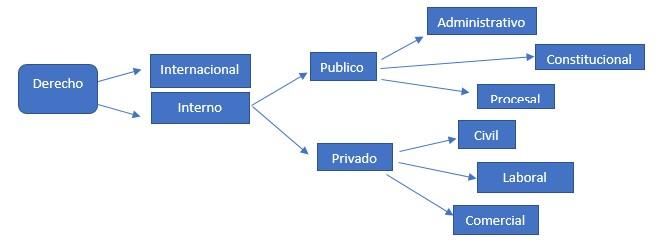 Derecho
Internacional
Interno
Publico
Privado
Administrativo
Constitucional
Procesal
Civil
Laboral
Comercial